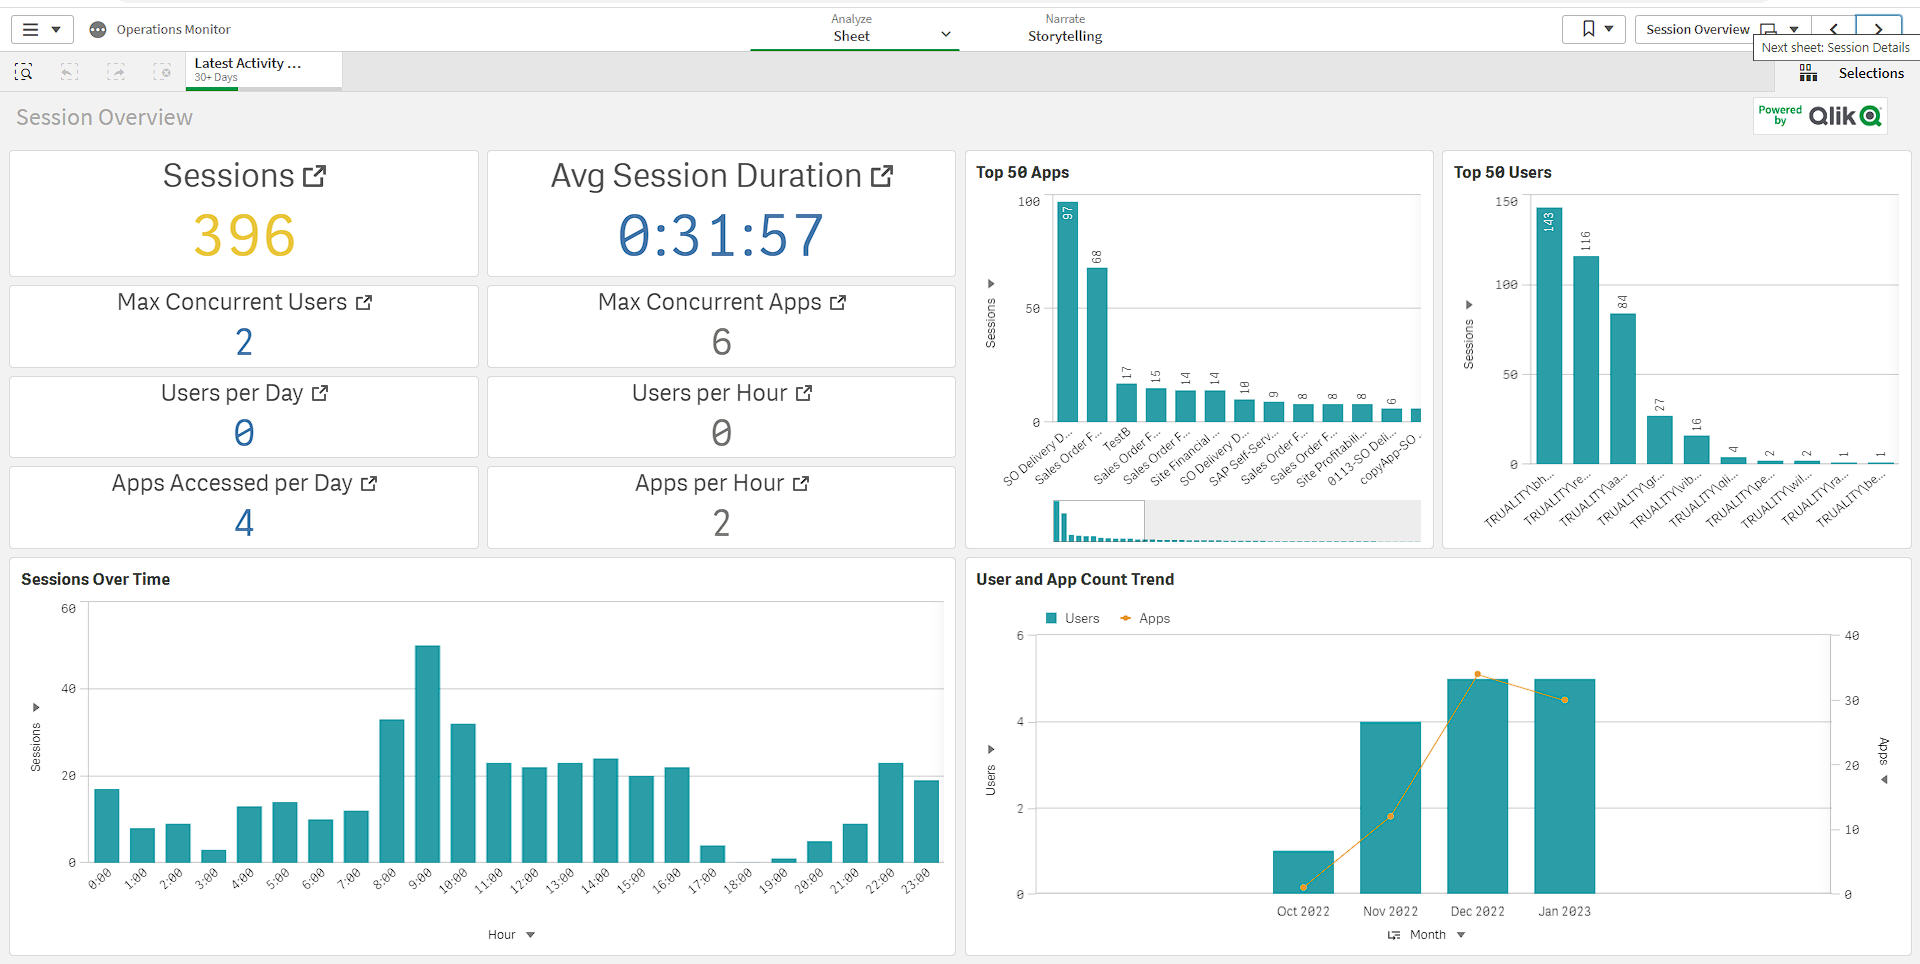 Operations Monitor
Analyze
Sheet
Narrate
Storytelling
Session Overview
Next sheet: Session Details
Latest Activity ...
30+ Days
Selections
Session Overview
Powered by Qlik
Sessions
396
Avg Session Duration
0:31:57
Max Concurrent Users
2
Max Concurrent Apps
6
Users per Day
0
Users per Hour
0
Apps Accessed per Day
4
Apps per Hour
2
Top 50 Apps
Sessions
100
50
0
97
68
17
15
14
14
10
9
8
8
8
6
SO Delivery D...
Sales Order F...
TestB
Sales Order F...
Sales Order F...
Site Financial ...
SO Delivery D...
SAP Self-Serv...
Sales Order F...
Sales Order F...
Site Profitabili...
0113-SO Deli...
copyApp-SO ...
Top 50 Users
Sessions
150
100
50
0
143
116
84
27
16
4
2
2
1
1
TRUALITY\bh...
TRUALITY\re...
TRUALITY\aa...
TRUALITY\gr...
TRUALITY\vib...
TRUALITY\qli...
TRUALITY\pe...
TRUALITY\wil...
TRUALITY\ra...
TRUALITY\be...
Sessions Over Time
Sessions
60
40
20
0
0:00
1:00
2:00
3:00
4:00
5:00
6:00
7:00
8:00
9:00
10:00
11:00
12:00
13:00
14:00
15:00
16:00
17:00
18:00
19:00
20:00
21:00
22:00
23:00
Hour
User and App Count Trend
Users
Apps
Users
6
4
2
0
40
30
20
10
0
Apps
Oct 2022
Nov 2022
Dec 2022
Jan 2023
Month